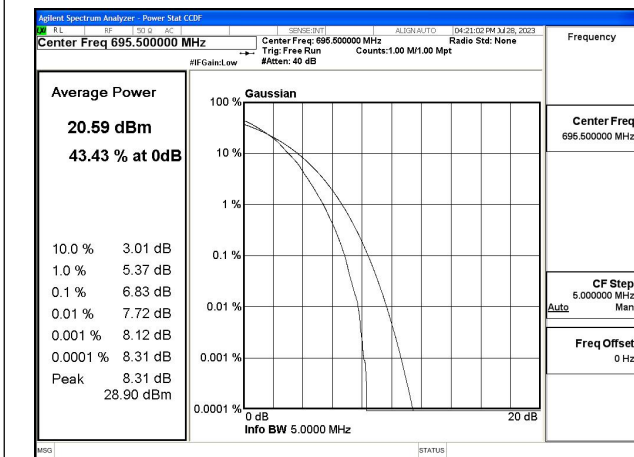 Agilent Spectrum Analyzer - Power Stat CCDF
RL RF 50 Ω AC SENSE:INT ALIGN AUTO 04:21:02 PM Jul 28, 2023
Center Freq 695.500000 MHz
Center Freq: 695.500000 MHz Radio Std: None
Trig: Free Run Counts:1.00 M/1.00 Mpt
#IFGain:Low #Atten: 40 dB
Frequency
Average Power
20.59 dBm
43.43 % at 0dB
10.0 % 3.01 dB
1.0 % 5.37 dB
0.1 % 6.83 dB
0.01 % 7.72 dB
0.001 % 8.12 dB
0.0001 % 8.31 dB
Peak 8.31 dB
28.90 dBm
100 % Gaussian
10 %
1 %
0.1 %
0.01 %
0.001 %
0.0001 %
0 dB 20 dB
Info BW 5.0000 MHz
Center Freq
695.500000 MHz
CF Step
5.000000 MHz
Auto Man
Freq Offset
0 Hz
MSG STATUS